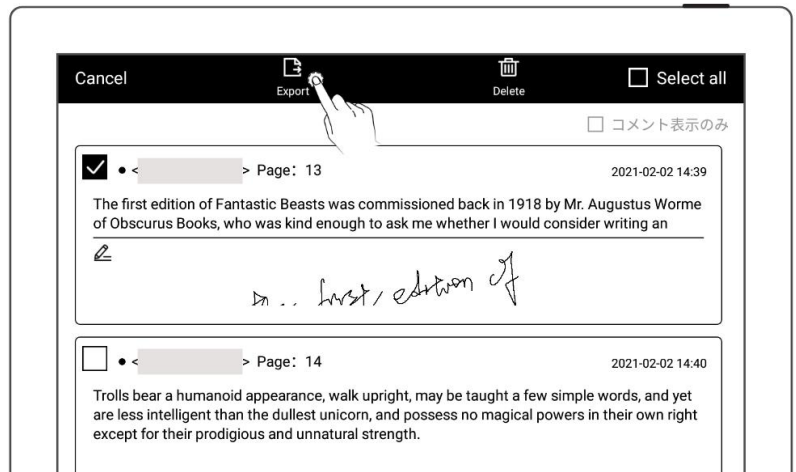 Cancel
Export
Delete
Select all
コメント表示のみ
• < > Page: 13
2021-02-02 14:39
The first edition of Fantastic Beasts was commissioned back in 1918 by Mr. Augustus Worme
of Obscurus Books, who was kind enough to ask me whether I would consider writing an
.. first, edition of
• < > Page: 14
2021-02-02 14:40
Trolls bear a humanoid appearance, walk upright, may be taught a few simple words, and yet
are less intelligent than the dullest unicorn, and possess no magical powers in their own right
except for their prodigious and unnatural strength.